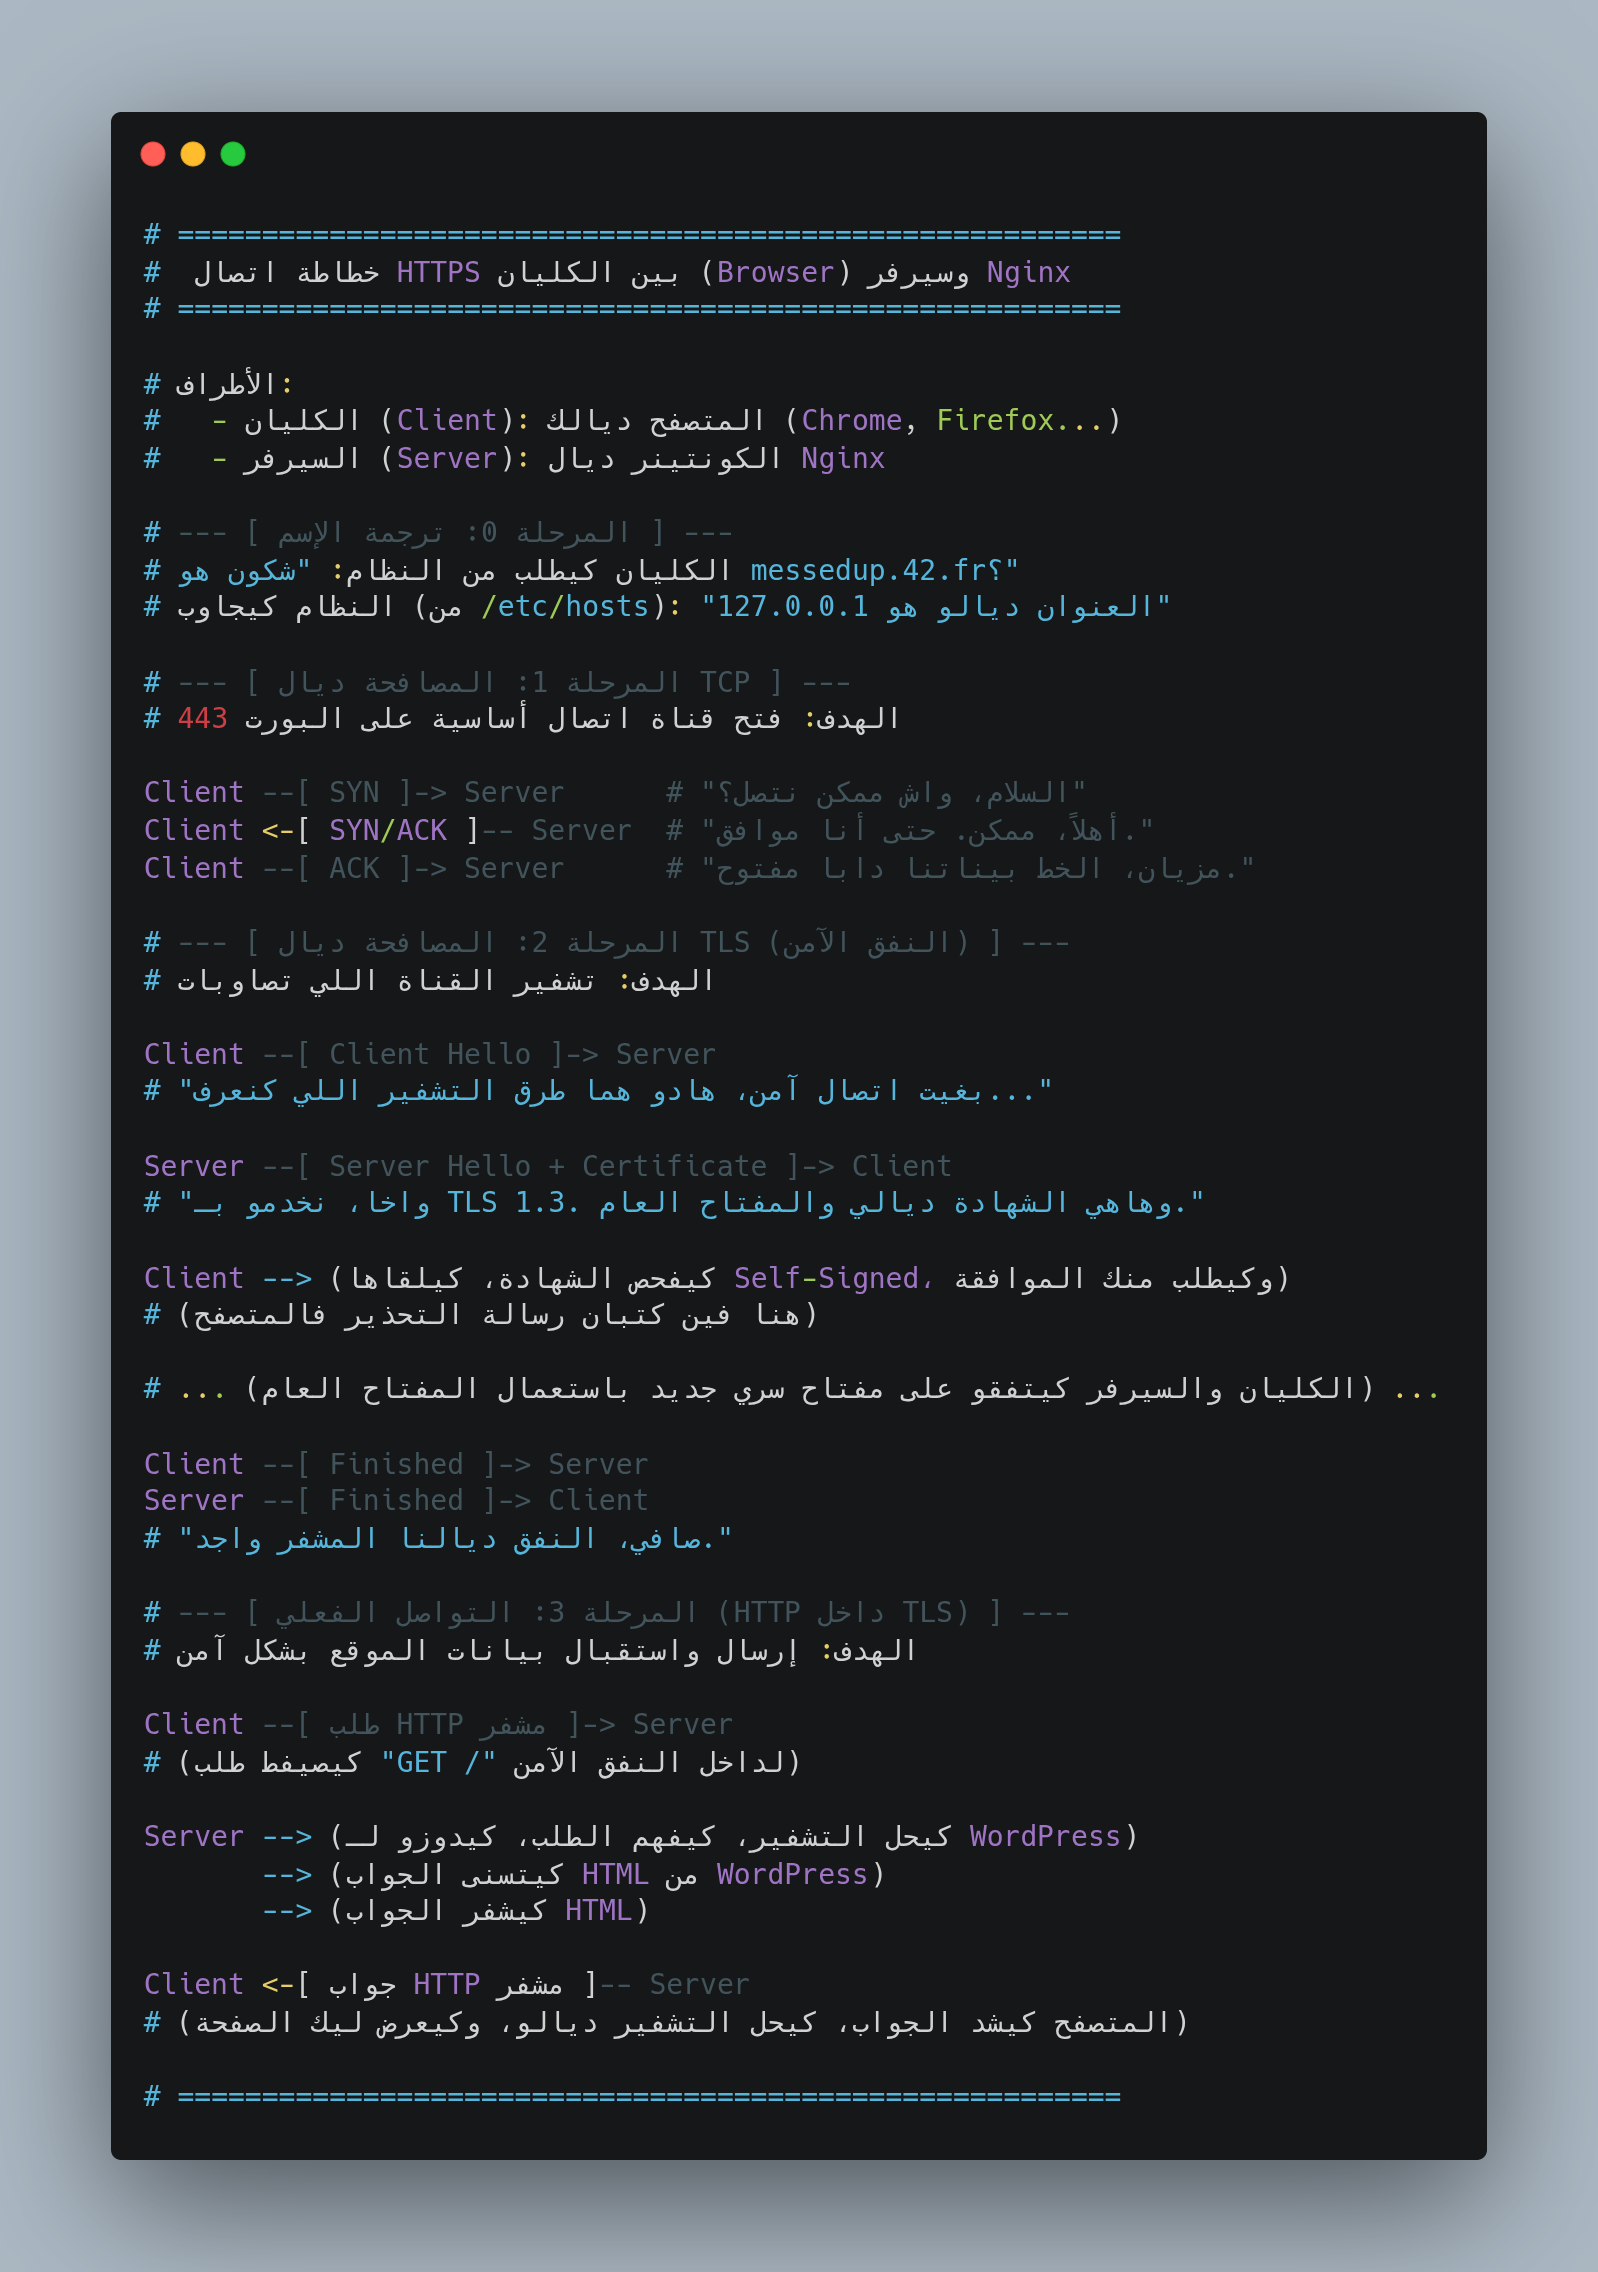 # ========================================================
#  خطاطة اتصال HTTPS بين الكليان (Browser) وسيرفر Nginx
# ========================================================
# الأطراف:
#   - الكليان (Client): المتصفح ديالك (Chrome, Firefox...)
#   - السيرفر (Server): الكونتينر ديال Nginx
# --- [ المرحلة 0: ترجمة الإسم ] ---
# الكليان كيطلب من النظام: "شكون هو messedup.42.fr؟"
# النظام كيجاوب (من /etc/hosts): "العنوان ديالو هو 127.0.0.1"
# --- [ المرحلة 1: المصافحة ديال TCP ] ---
# الهدف: فتح قناة اتصال أساسية على البورت 443
Client --[ SYN ]-> Server      # "السلام، واش ممكن نتصل؟"
Client <-[ SYN/ACK ]-- Server  # "أهلاً، ممكن. حتى أنا موافق."
Client --[ ACK ]-> Server      # "مزيان، الخط بيناتنا دابا مفتوح."
# --- [ المرحلة 2: المصافحة ديال TLS (النفق الآمن) ] ---
# الهدف: تشفير القناة اللي تصاوبات
Client --[ Client Hello ]-> Server
# "بغيت اتصال آمن، هادو هما طرق التشفير اللي كنعرف..."
Server --[ Server Hello + Certificate ]-> Client
# "واخا، نخدمو بـ TLS 1.3. وهاهي الشهادة ديالي والمفتاح العام."
Client --> (كيفحص الشهادة، كيلقاها Self-Signed، وكيطلب منك الموافقة)
# (هنا فين كتبان رسالة التحذير فالمتصفح)
# ... (الكليان والسيرفر كيتفقو على مفتاح سري جديد باستعمال المفتاح العام) ...
Client --[ Finished ]-> Server
Server --[ Finished ]-> Client
# "صافي، النفق ديالنا المشفر واجد."
# --- [ المرحلة 3: التواصل الفعلي (HTTP داخل TLS) ] ---
# الهدف: إرسال واستقبال بيانات الموقع بشكل آمن
Client --[ طلب HTTP مشفر ]-> Server
# (كيصيفط طلب "GET /" لداخل النفق الآمن)
Server --> (كيحل التشفير، كيفهم الطلب، كيدوزو لـ WordPress)
       --> (كيتسنى الجواب HTML من WordPress)
       --> (كيشفر الجواب HTML)
Client <-[ جواب HTTP مشفر ]-- Server
# (المتصفح كيشد الجواب، كيحل التشفير ديالو، وكيعرض ليك الصفحة)
# ========================================================